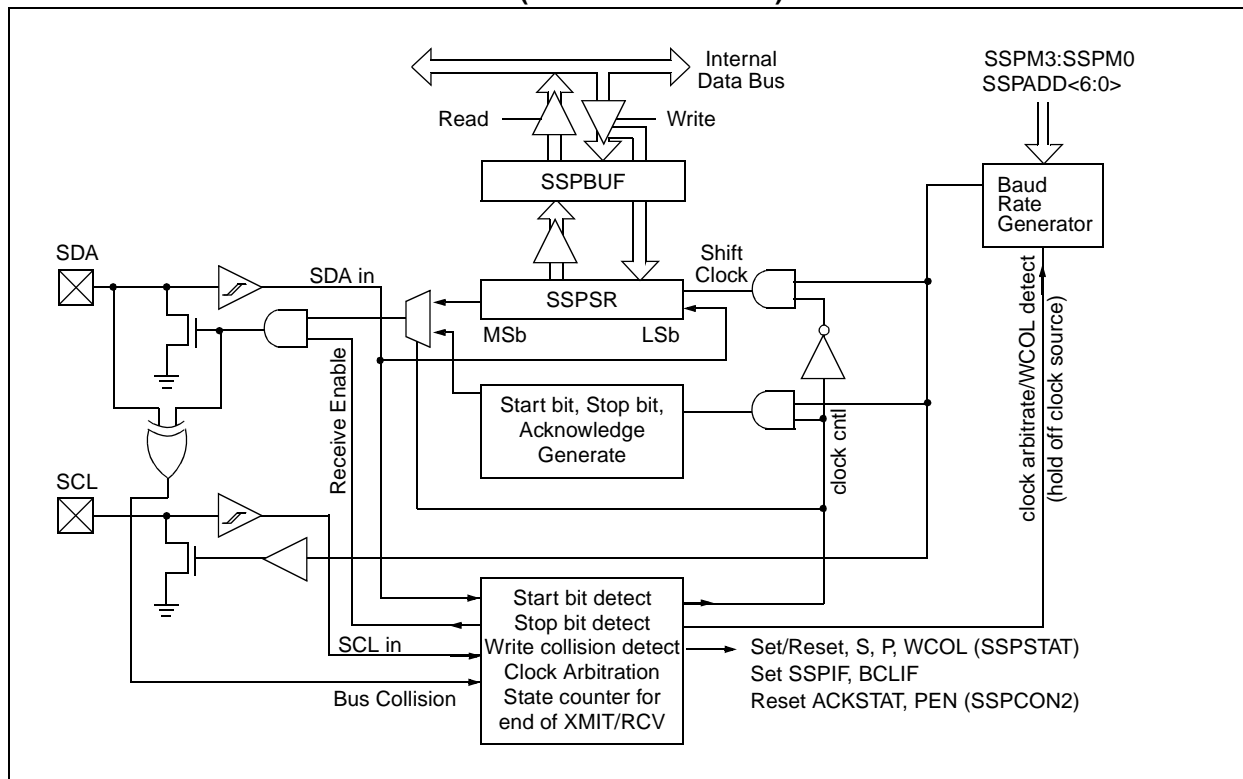 Internal
Data Bus
SSPM3:SSPM0
SSPADD<6:0>
Read
Write
SSPBUF
Baud
Rate
Generator
SDA
SDA in
Shift
Clock
SSPSR
MSb
LSb
Start bit, Stop bit,
Acknowledge
Generate
Receive Enable
clock cntl
clock arbitrate/WCOL detect
(hold off clock source)
SCL
SCL in
Bus Collision
Start bit detect
Stop bit detect
Write collision detect
Clock Arbitration
State counter for
end of XMIT/RCV
Set/Reset, S, P, WCOL (SSPSTAT)
Set SSPIF, BCLIF
Reset ACKSTAT, PEN (SSPCON2)